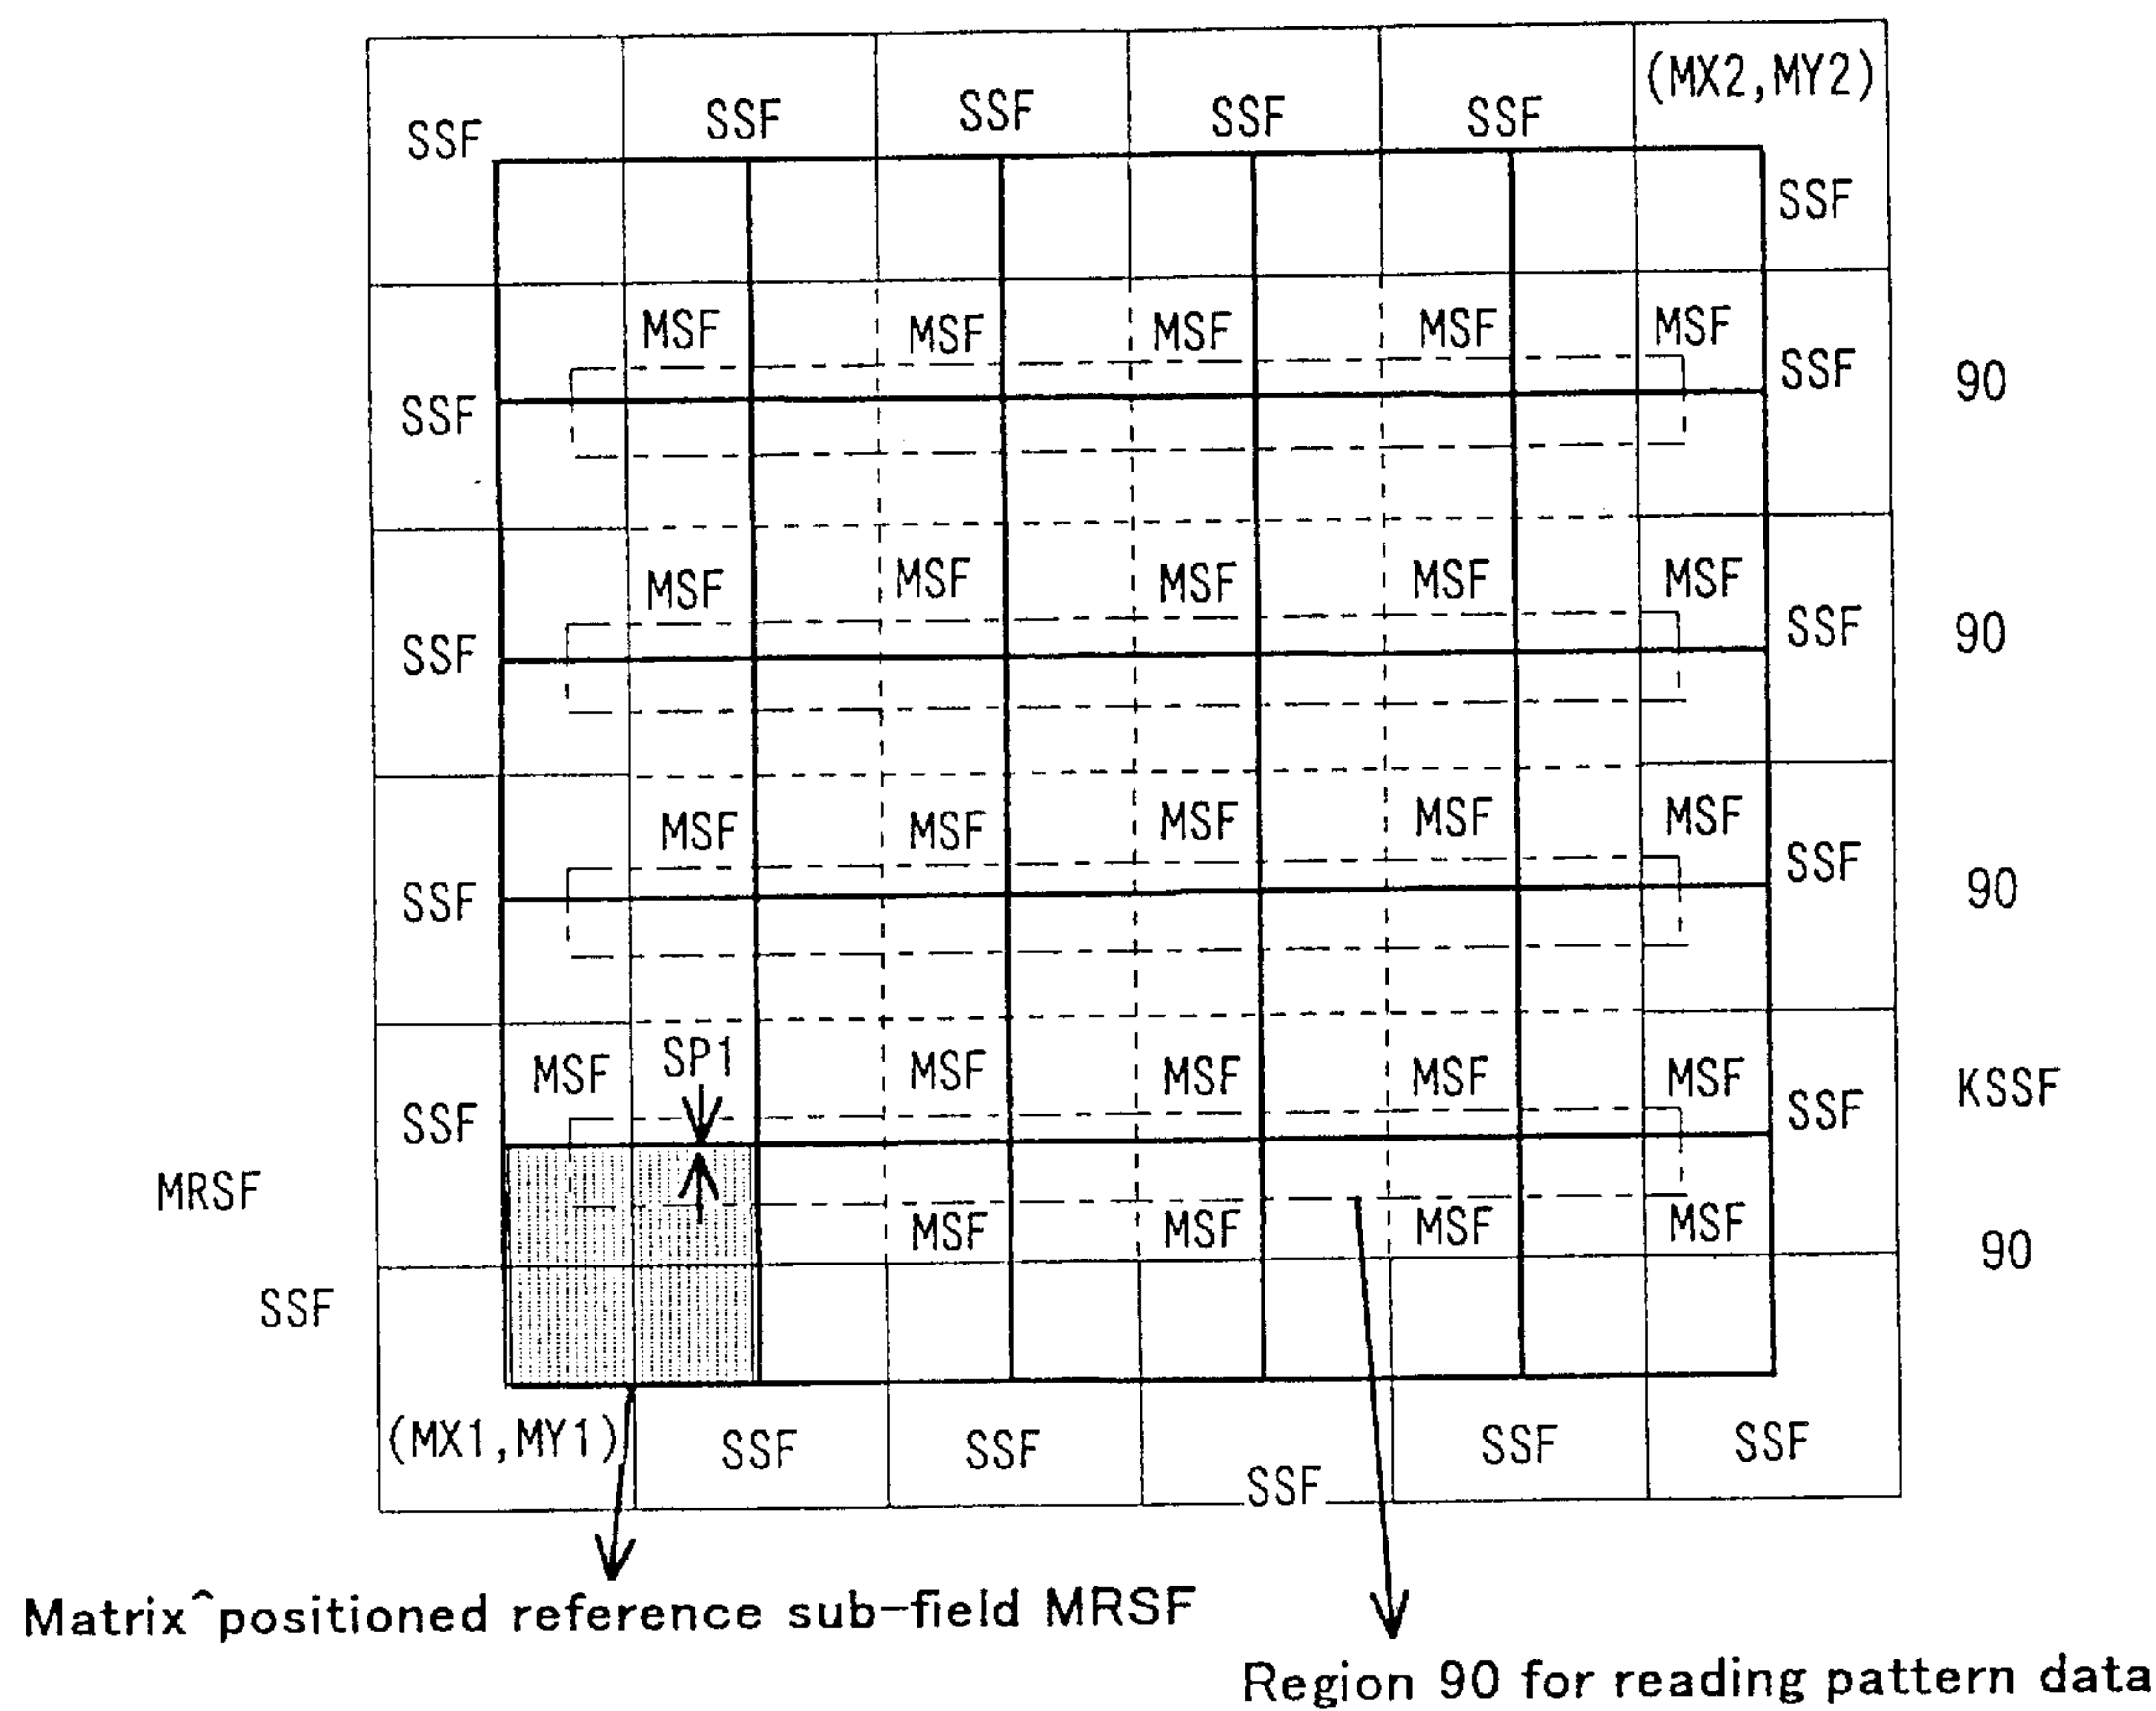 (MX2,MY2)
SSF SSF SSF SSF SSF
SSF
MSF MSF MSF MSF MSF
SSF SSF 90
MSF MSF MSF MSF MSF
SSF SSF 90
MSF MSF MSF MSF MSF
SSF SSF 90
MSF SP1 MSF MSF MSF MSF KSSF
SSF SSF
MRSF
MSF MSF MSF MSF 90
SSF
(MX1,MY1) SSF SSF SSF SSF SSF
Matrix^positioned reference sub-field MRSF
Region 90 for reading pattern data